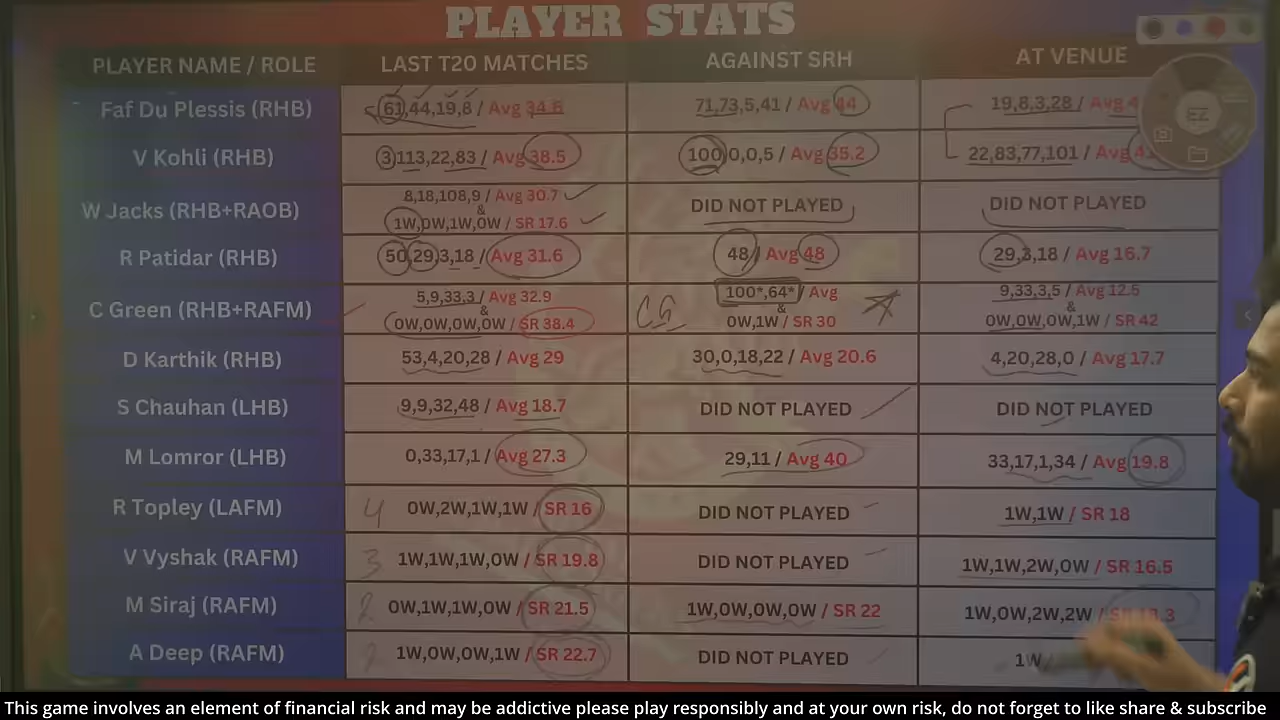 PLAYER STATS
PLAYER NAME / ROLE LAST T20 MATCHES AGAINST SRH AT VENUE
Faf Du Plessis (RHB) 61,44,19,8 / Avg 34.8 71,73,5,41 / Avg 44 19,8,3,28 / Avg
V Kohli (RHB) 3,113,22,83 / Avg 38.5 100,0,0,5 / Avg 35.2 22,83,77,101 / Avg
W Jacks (RHB+RAOB) 8,18,108,9 / Avg 30.7 & 1W,0W,1W,0W / SR 17.6 DID NOT PLAYED DID NOT PLAYED
R Patidar (RHB) 50,29,3,18 / Avg 31.6 48 / Avg 48 29,3,18 / Avg 16.7
C Green (RHB+RAFM) 5,9,33,3 / Avg 32.9 & 0W,0W,0W,0W / SR 38.4 CG 100*,64* / Avg & 0W,1W / SR 30 9,33,3,5 / Avg 12.5 & 0W,0W,0W,1W / SR 42
D Karthik (RHB) 53,4,20,28 / Avg 29 30,0,18,22 / Avg 20.6 4,20,28,0 / Avg 17.7
S Chauhan (LHB) 9,9,32,48 / Avg 18.7 DID NOT PLAYED DID NOT PLAYED
M Lomror (LHB) 0,33,17,1 / Avg 27.3 29,11 / Avg 40 33,17,1,34 / Avg 19.8
R Topley (LAFM) 4 0W,2W,1W,1W / SR 16 DID NOT PLAYED 1W,1W / SR 18
V Vyshak (RAFM) 3 1W,1W,1W,0W / SR 19.8 DID NOT PLAYED 1W,1W,2W,0W / SR 16.5
M Siraj (RAFM) 2 0W,1W,1W,0W / SR 21.5 1W,0W,0W,0W / SR 22 1W,0W,2W,2W /
A Deep (RAFM) 2 1W,0W,0W,1W / SR 22.7 DID NOT PLAYED 1W
EZ
This game involves an element of financial risk and may be addictive please play responsibly and at your own risk, do not forget to like share & subscribe